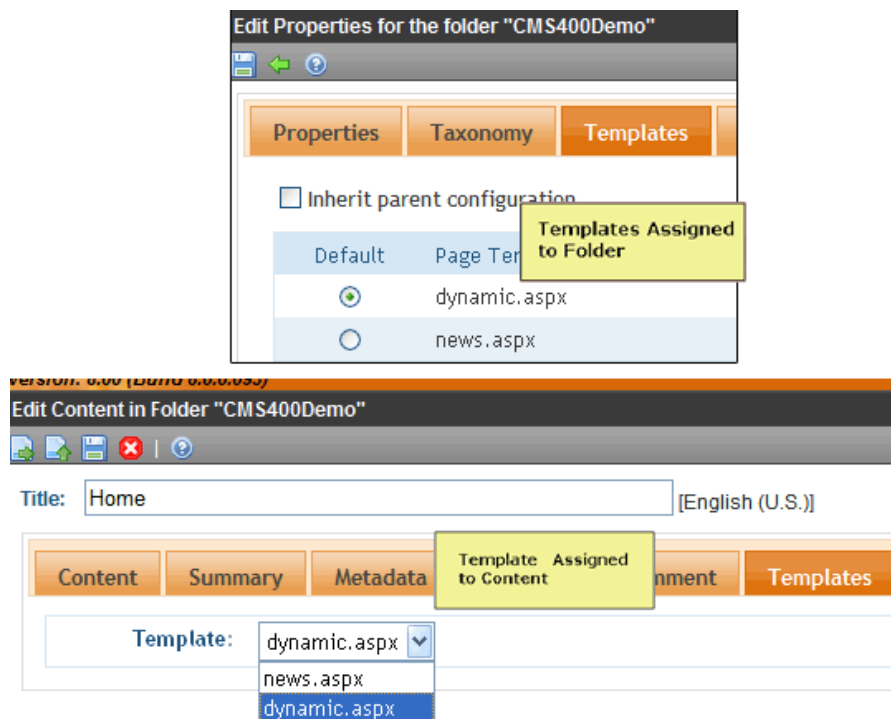 Edit Properties for the folder "CMS400Demo"
Properties Taxonomy Templates
Inherit parent configuration
Templates Assigned
to Folder
Default Page
dynamic.aspx
news.aspx
Edit Content in Folder "CMS400Demo"
Title: Home [English (U.S.)]
Content Summary Metadata Templates
Template Assigned
to Content
Template: dynamic.aspx
news.aspx
dynamic.aspx